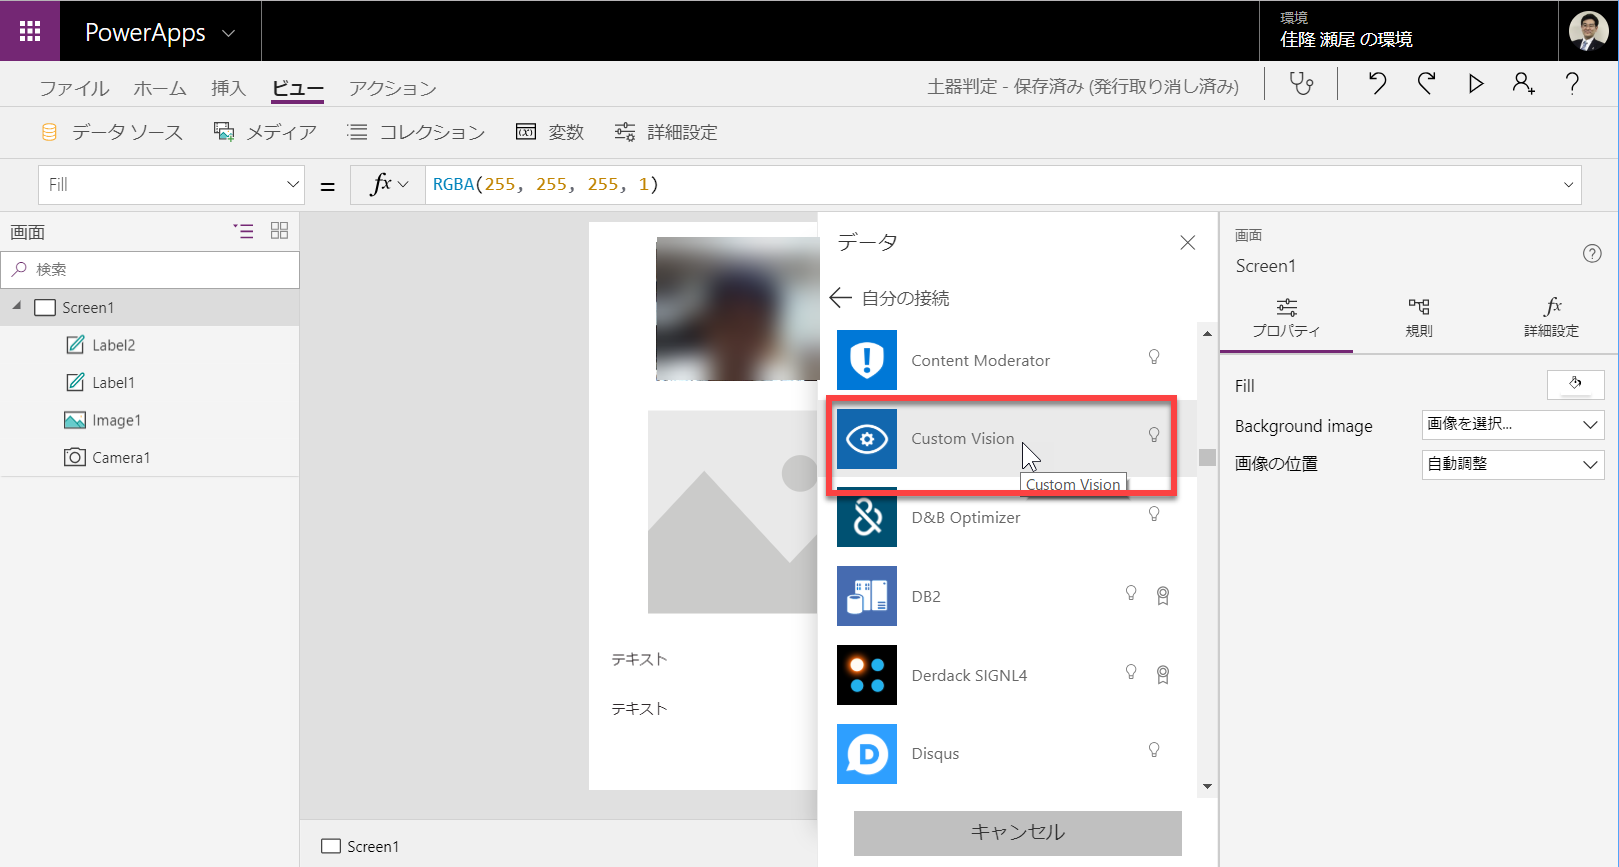 PowerApps
環境
佳隆 瀬尾 の環境
ファイル ホーム 挿入 ビュー アクション
土器判定 - 保存済み (発行取り消し済み)
データ ソース メディア コレクション 変数 詳細設定
Fill
=
fx
RGBA(255, 255, 255, 1)
画面
検索
Screen1
Label2
Label1
Image1
Camera1
テキスト
テキスト
Screen1
データ
自分の接続
Content Moderator
Custom Vision
Custom Vision
D&B Optimizer
DB2
Derdack SIGNL4
Disqus
キャンセル
画面
Screen1
プロパティ 規則 詳細設定
Fill
Background image 画像を選択...
画像の位置 自動調整